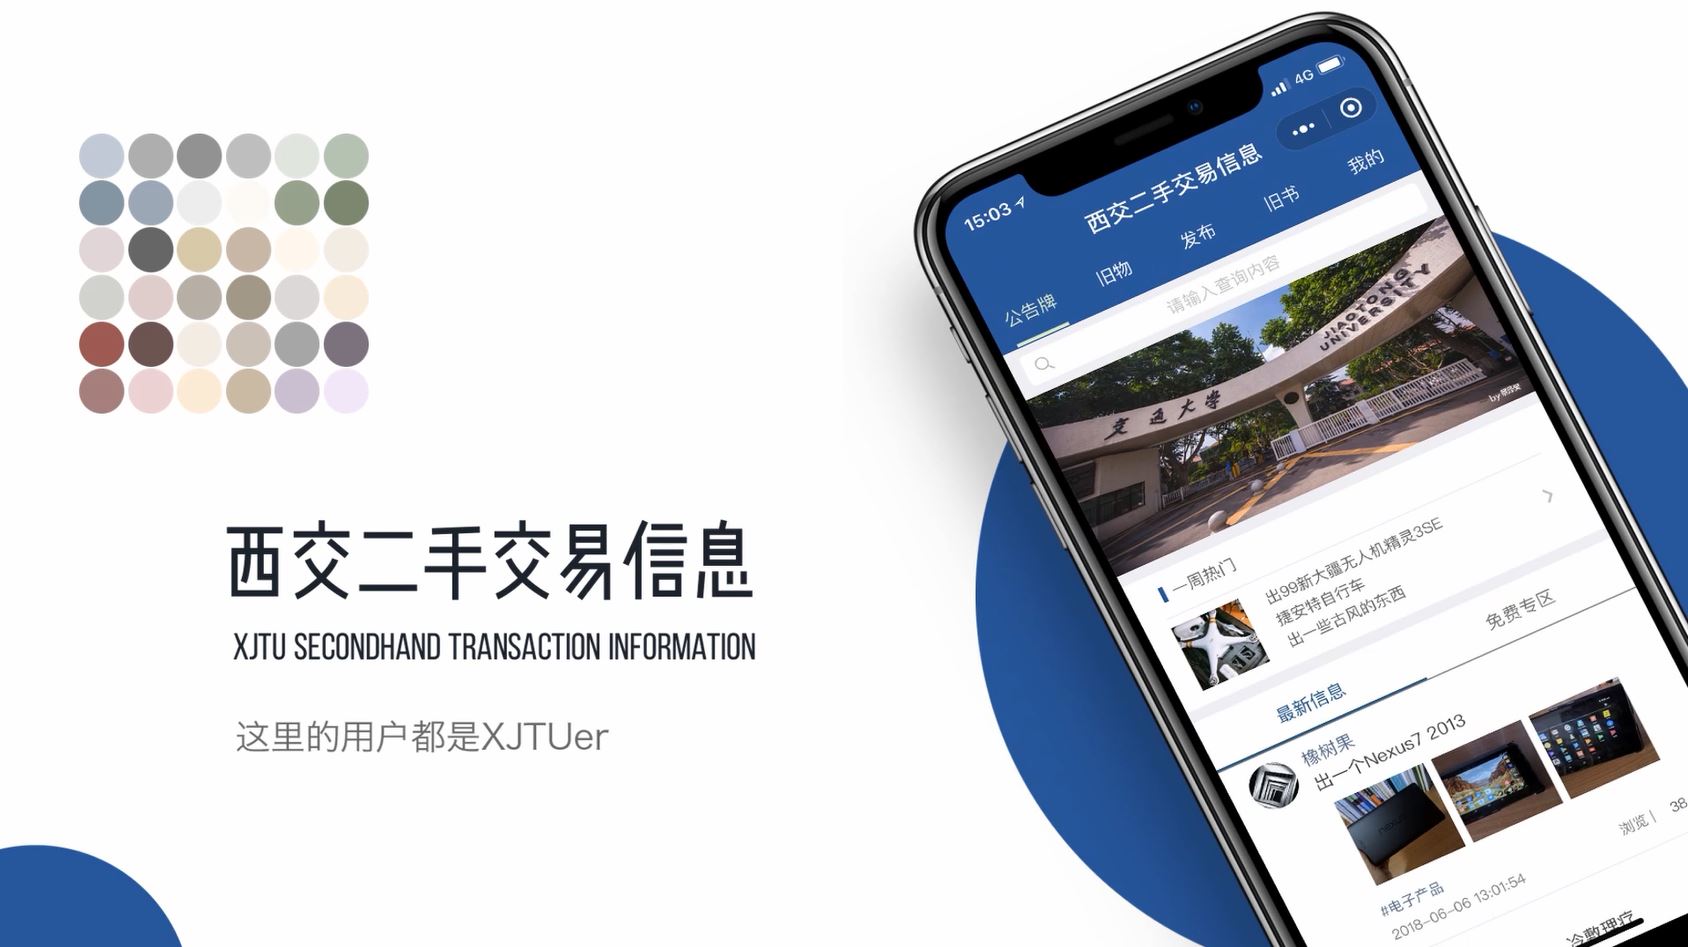 西交二手交易信息
XJTU SECONDHAND TRANSACTION INFORMATION
这里的用户都是XJTUer
15:03
4G
西交二手交易信息
公告牌
旧物
发布
旧书
我的
请输入查询内容
交通大学
JIAOTONG
UNIVERSITY
一周热门
出99新大疆无人机精灵3SE
捷安特自行车
出一些古风的东西
最新信息
免费专区
橡树果
出一个Nexus7 2013
nexus
浏览 | 38
#电子产品
2018-06-06 13:01:54